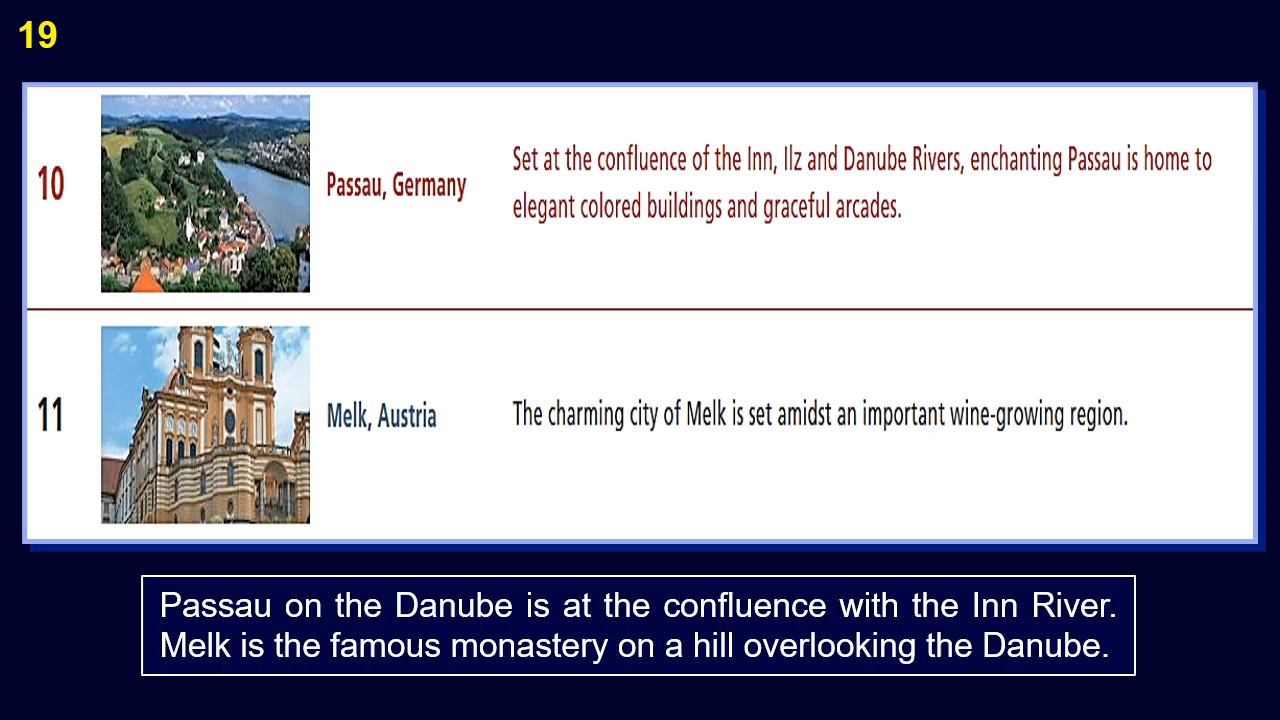 19
10
Passau, Germany
Set at the confluence of the Inn, Ilz and Danube Rivers, enchanting Passau is home to
elegant colored buildings and graceful arcades.
11
Melk, Austria
The charming city of Melk is set amidst an important wine-growing region.
Passau on the Danube is at the confluence with the Inn River.
Melk is the famous monastery on a hill overlooking the Danube.